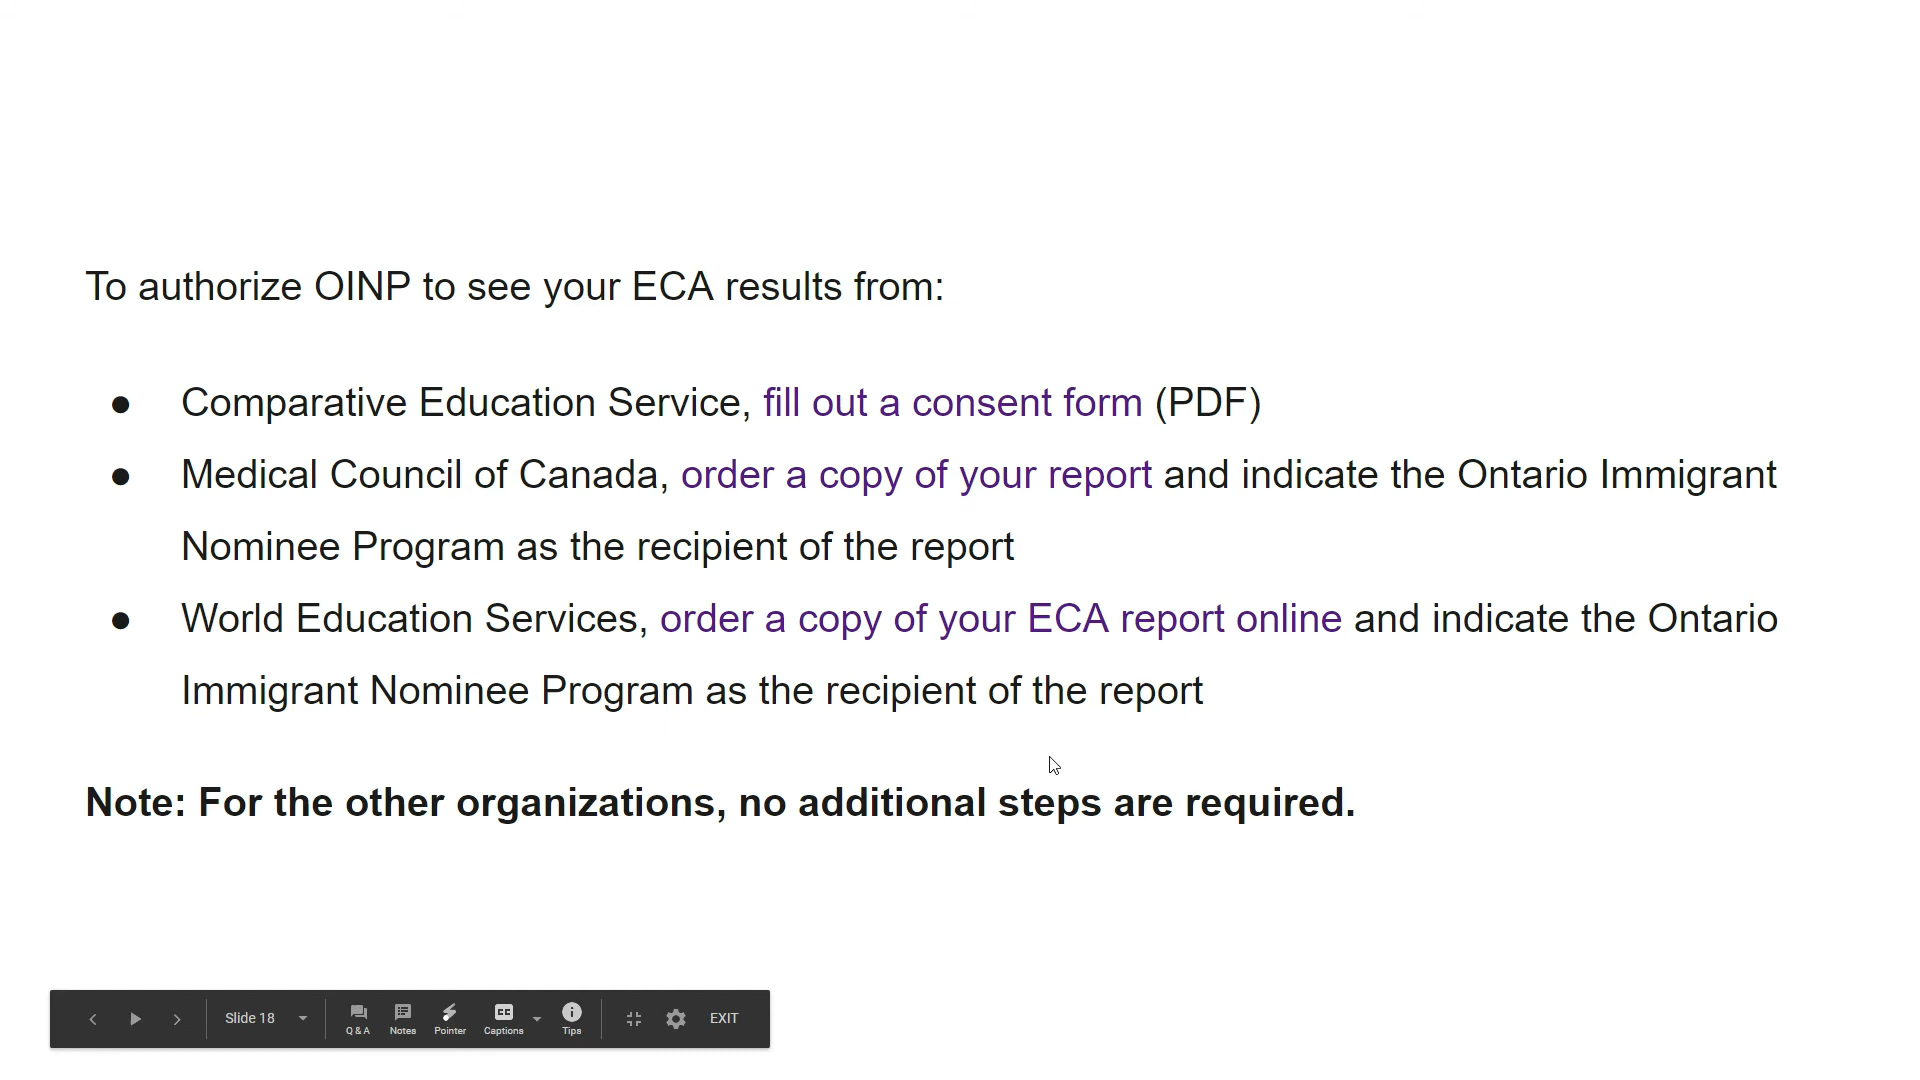 To authorize OINP to see your ECA results from:
● Comparative Education Service, fill out a consent form (PDF)
● Medical Council of Canada, order a copy of your report and indicate the Ontario Immigrant
Nominee Program as the recipient of the report
● World Education Services, order a copy of your ECA report online and indicate the Ontario
Immigrant Nominee Program as the recipient of the report
Note: For the other organizations, no additional steps are required.
Slide 18 Q & A Notes Pointer Captions Tips EXIT